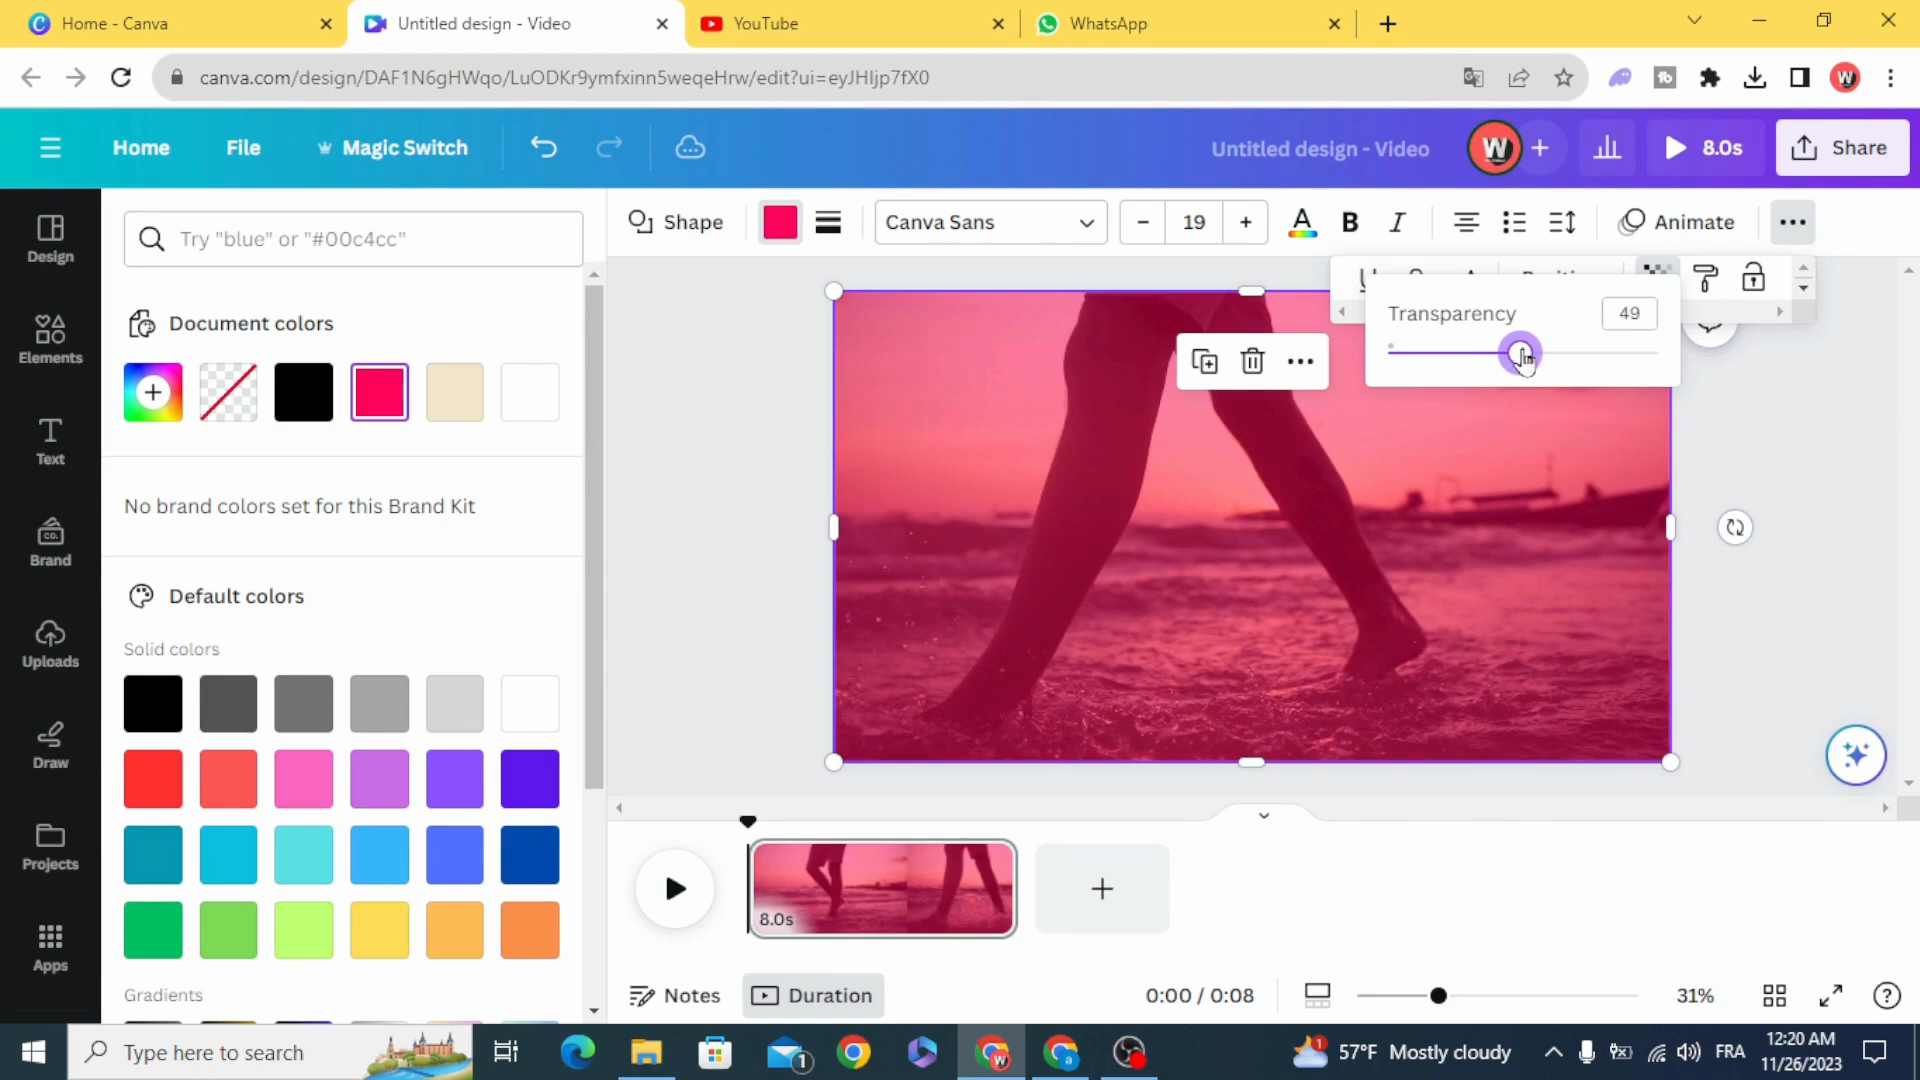 Home - Canva
Untitled design - Video
YouTube
WhatsApp
canva.com/design/DAF1N6gHWqo/LuODKr9ymfxinn5weqeHrw/edit?ui=eyJHIjp7fX0
Home
File
Magic Switch
Untitled design - Video
W
8.0s
Share
Try "blue" or "#00c4cc"
Shape
Canva Sans
19
A
B
I
Animate
Transparency
49
Document colors
No brand colors set for this Brand Kit
Default colors
Solid colors
Gradients
Design
Elements
Text
Brand
Uploads
Draw
Projects
Apps
8.0s
Notes
Duration
0:00 / 0:08
31%
Type here to search
57°F Mostly cloudy
FRA
12:20 AM
11/26/2023